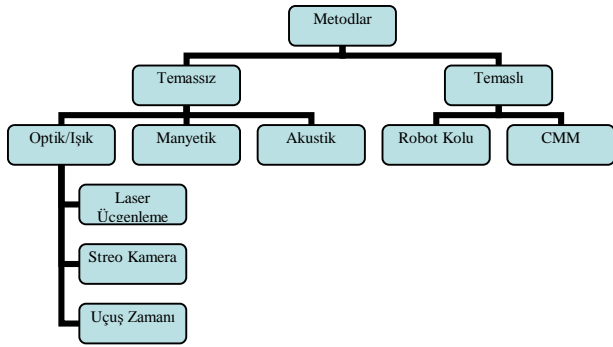 Metodlar
Temassız
Temaslı
Optik/Işık
Manyetik
Akustik
Robot Kolu
CMM
Laser
Üçgenleme
Streo Kamera
Uçuş Zamanı